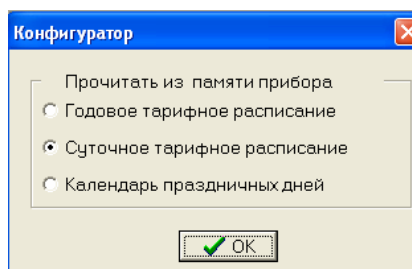 Конфигуратор
Прочитать из памяти прибора
Годовое тарифное расписание
Суточное тарифное расписание
Календарь праздничных дней
OK